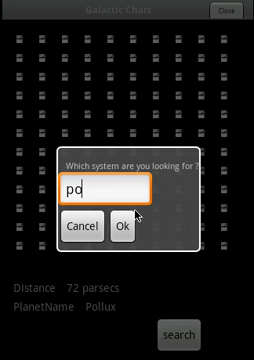 Galactic Chart
Close
Which system are you looking for ?
po
Cancel
Ok
Distance 72 parsecs
PlanetName Pollux
search